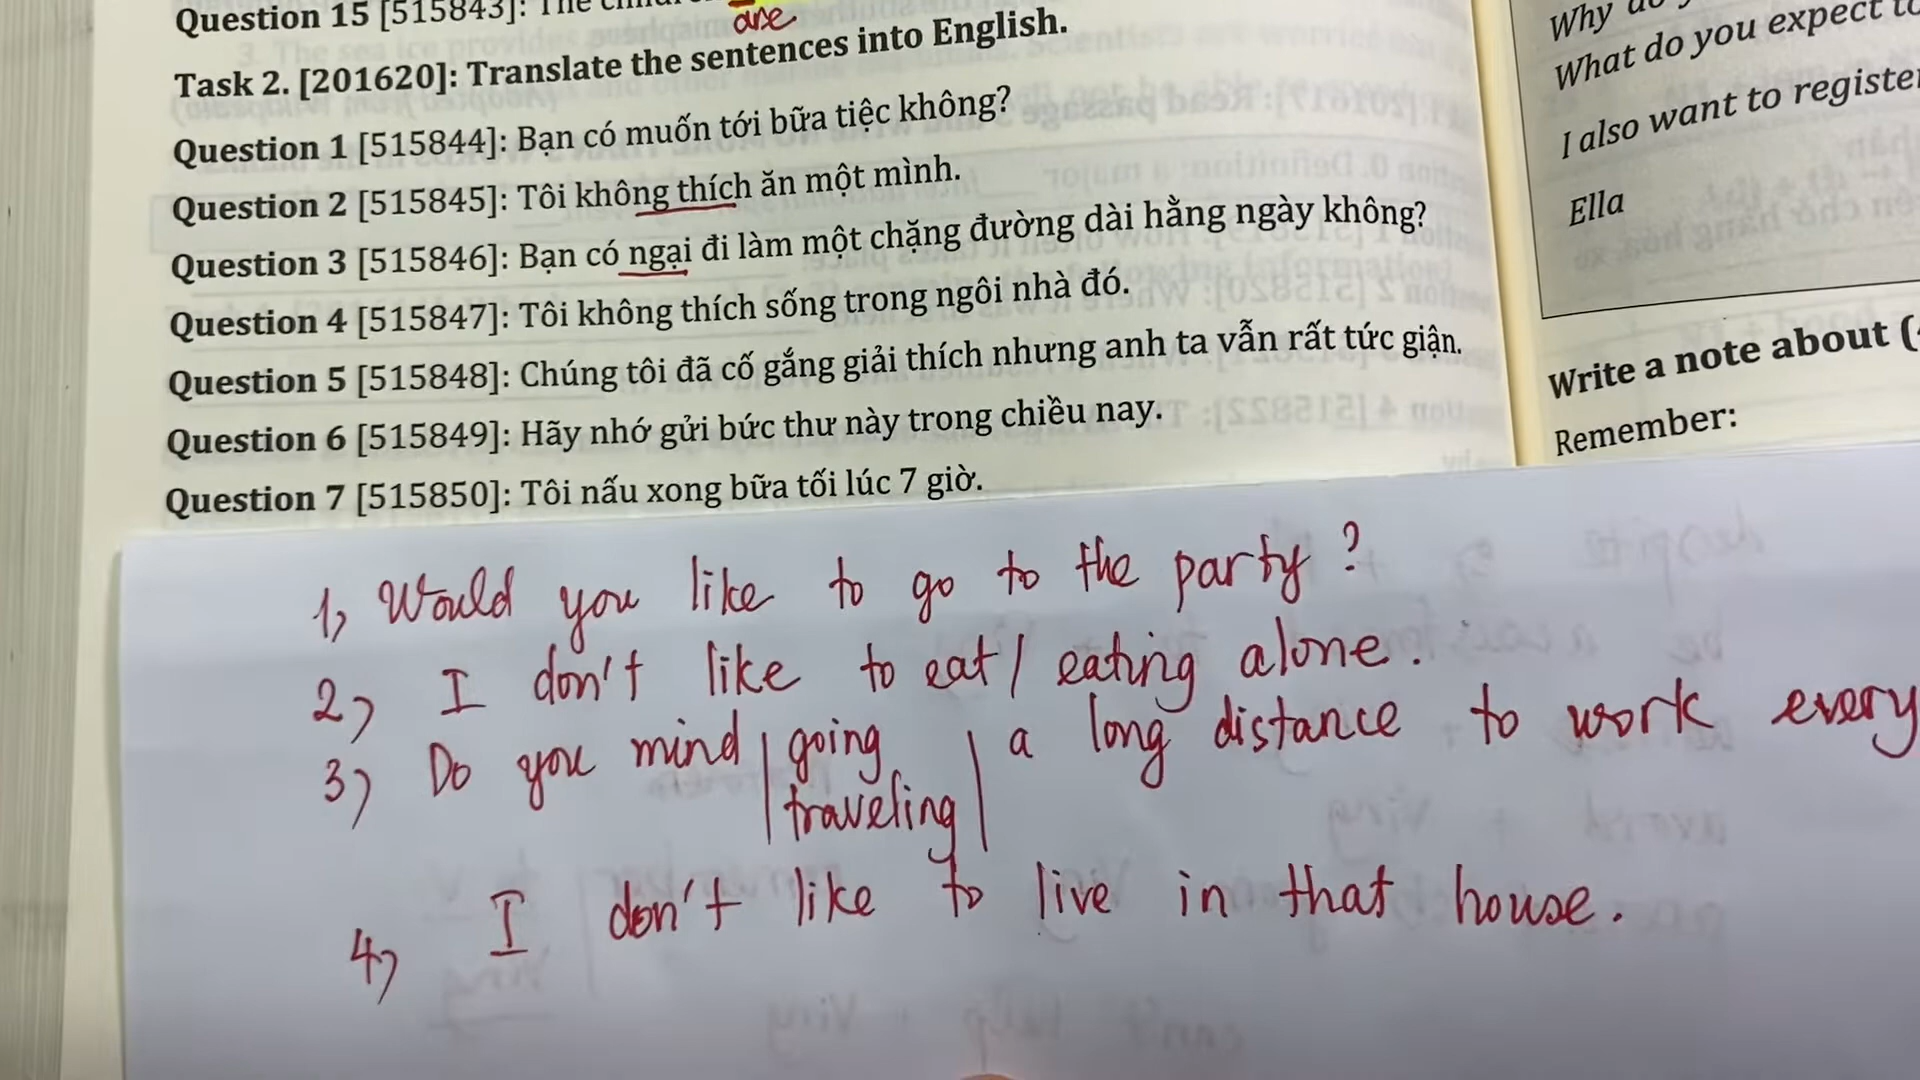 Question 15 [515843]: The
are
Task 2. [201620]: Translate the sentences into English.
Question 1 [515844]: Bạn có muốn tới bữa tiệc không?
Question 2 [515845]: Tôi không thích ăn một mình.
Question 3 [515846]: Bạn có ngại đi làm một chặng đường dài hằng ngày không?
Question 4 [515847]: Tôi không thích sống trong ngôi nhà đó.
Question 5 [515848]: Chúng tôi đã cố gắng giải thích nhưng anh ta vẫn rất tức giận.
Question 6 [515849]: Hãy nhớ gửi bức thư này trong chiều nay.
Question 7 [515850]: Tôi nấu xong bữa tối lúc 7 giờ.
Why do
What do you expect to
I also want to register
Ella
Write a note about (
Remember:
1, Would you like to go to the party?
2, I don't like to eat / eating alone.
3, Do you mind | going | a long distance to work every
traveling
4, I don't like to live in that house.